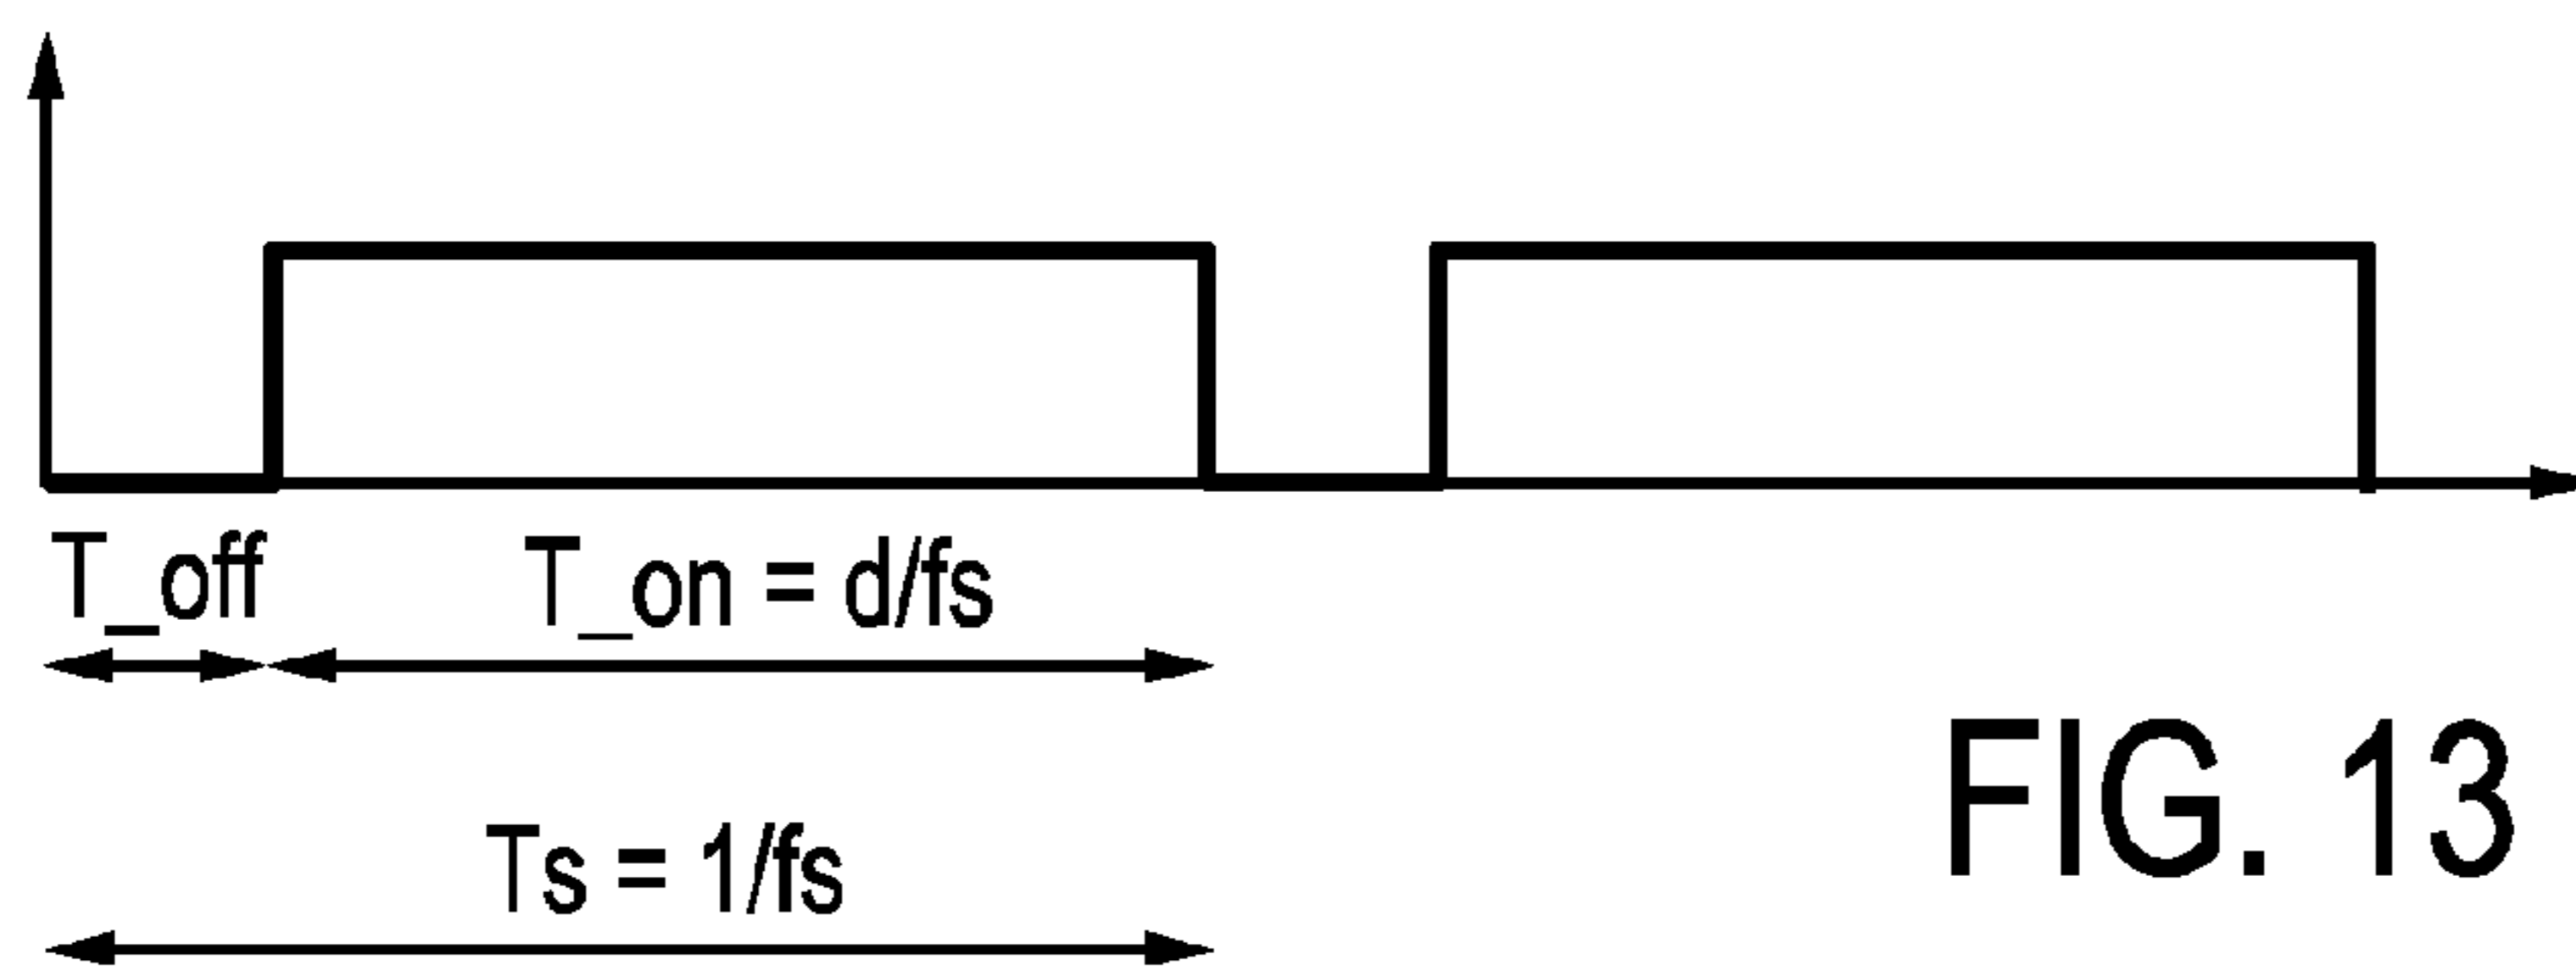 T_off
T_on = d/fs
Ts = 1/fs
FIG. 13